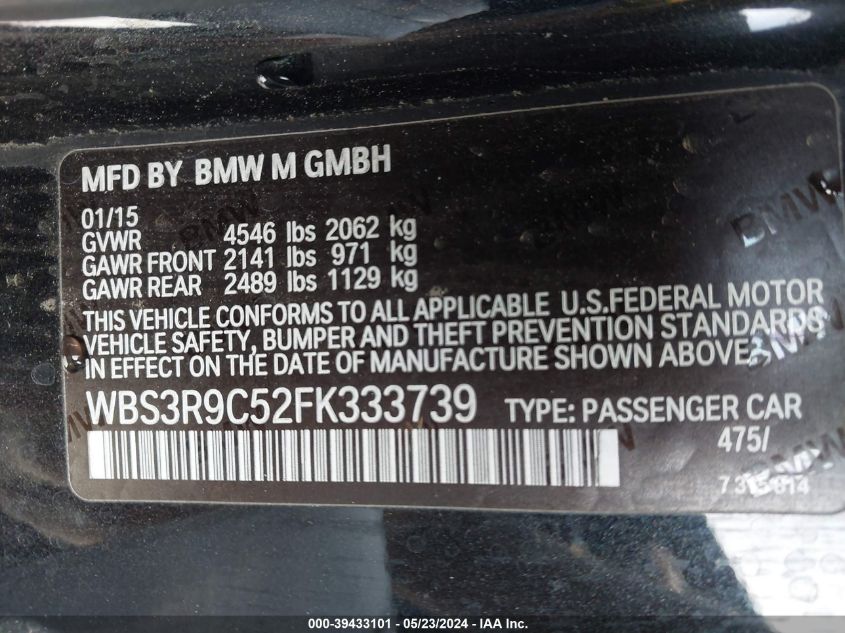 MFD BY BMW M GMBH
01/15
GVWR 4546 lbs 2062 kg
GAWR FRONT 2141 lbs 971 kg
GAWR REAR 2489 lbs 1129 kg
THIS VEHICLE CONFORMS TO ALL APPLICABLE U.S.FEDERAL MOTOR
VEHICLE SAFETY, BUMPER AND THEFT PREVENTION STANDARDS
IN EFFECT ON THE DATE OF MANUFACTURE SHOWN ABOVE.
WBS3R9C52FK333739 TYPE: PASSENGER CAR
475/
BMW
BMW
BMW
000-39433101 - 05/23/2024 - IAA Inc.